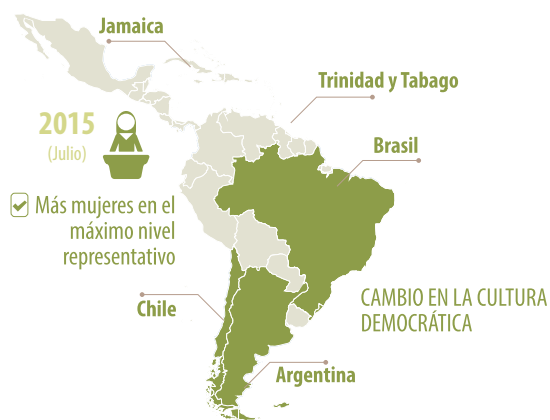 Jamaica
Trinidad y Tabago
2015
(Julio)
Brasil
Más mujeres en el
máximo nivel
representativo
Chile
CAMBIO EN LA CULTURA
DEMOCRÁTICA
Argentina